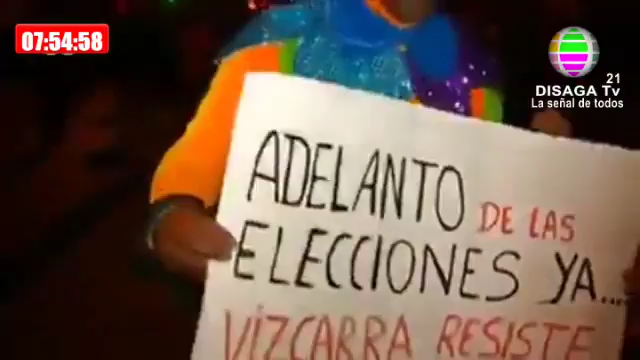 07:54:58
21
DISAGA Tv
La señal de todos
ADELANTO DE LAS
ELECCIONES YA...
VIZCARRA RESISTE